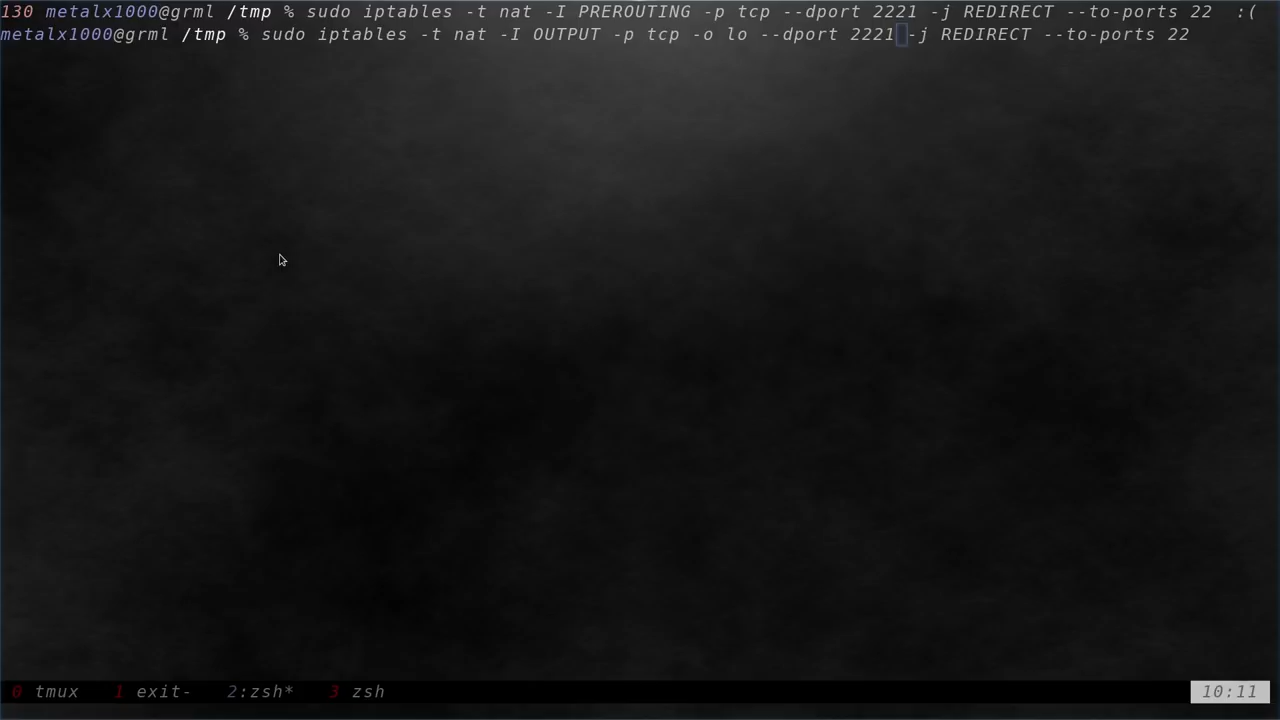 130 metalx1000@grml /tmp % sudo iptables -t nat -I PREROUTING -p tcp --dport 2221 -j REDIRECT --to-ports 22  :(
metalx1000@grml /tmp % sudo iptables -t nat -I OUTPUT -p tcp -o lo --dport 2221 -j REDIRECT --to-ports 22
0 tmux   1 exit-   2:zsh*   3 zsh   10:11